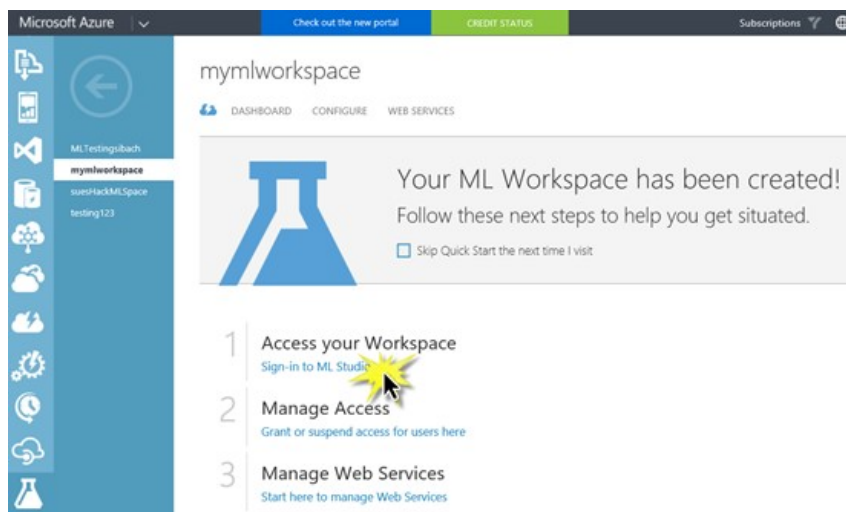 Microsoft Azure
Check out the new portal
CREDIT STATUS
Subscriptions
mymlworkspace
DASHBOARD CONFIGURE WEB SERVICES
MLTestingsibach
mymlworkspace
suesHackMLSpace
testing123
Your ML Workspace has been created!
Follow these next steps to help you get situated.
Skip Quick Start the next time I visit
1
Access your Workspace
Sign-in to ML Studio
2
Manage Access
Grant or suspend access for users here
3
Manage Web Services
Start here to manage Web Services